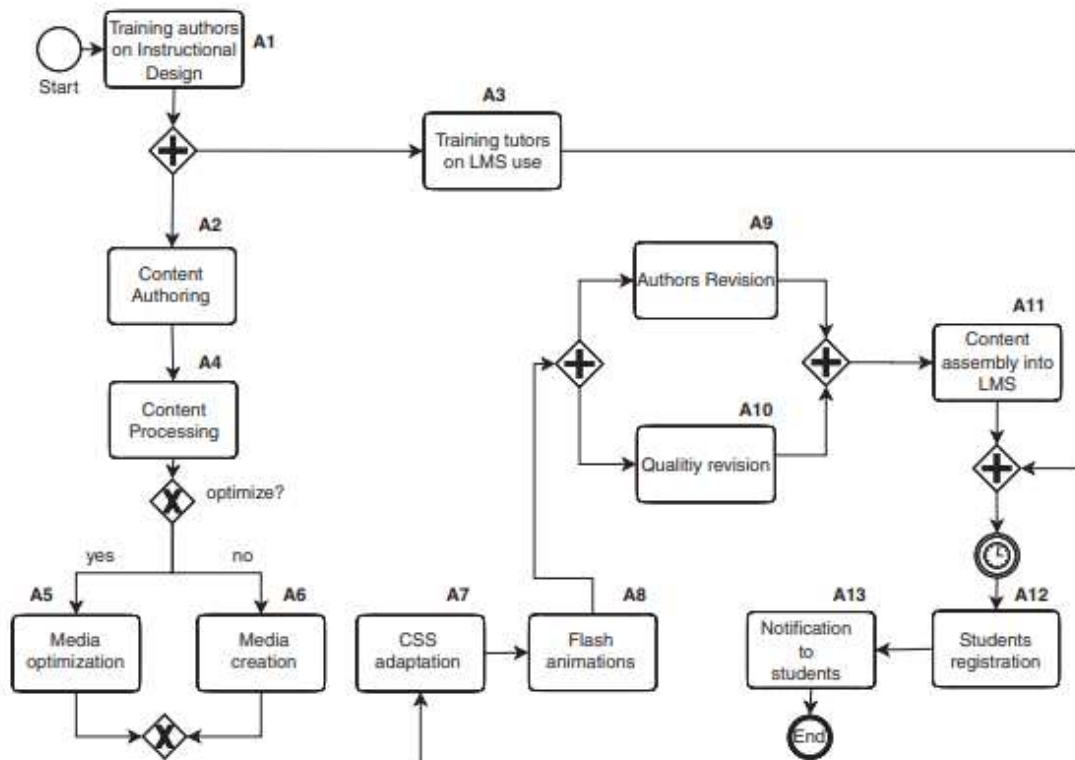 Training authors
on Instructional
Design
A1
Start
A3
Training tutors
on LMS use
A2
Content
Authoring
A9
Authors Revision
A4
Content
Processing
A11
Content
assembly into
LMS
A10
Qualitiy revision
X
optimize?
yes
no
A5
Media
optimization
A6
Media
creation
A7
CSS
adaptation
A8
Flash
animations
A13
Notification
to
students
A12
Students
registration
X
End